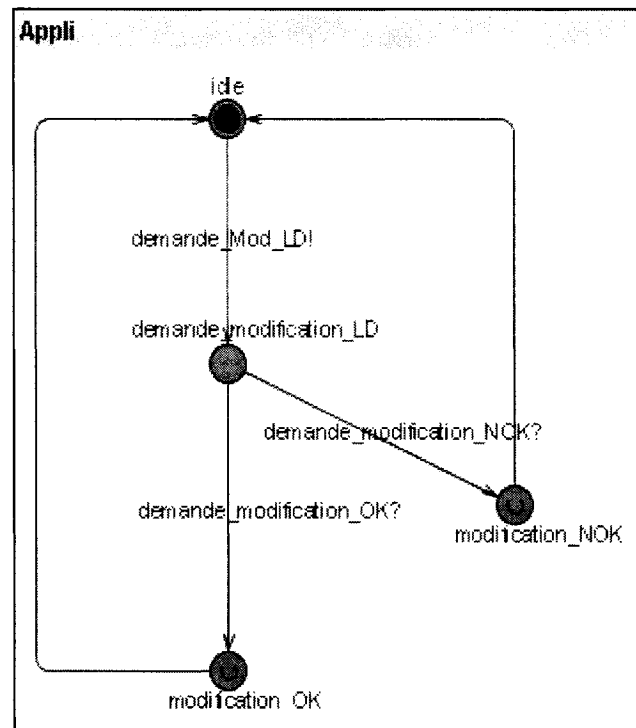 Appli
idle
demande_Mod_LD!
demande_modification_LD
demande_modification_NOK?
demande_modification_OK?
modification_NOK
modification_OK